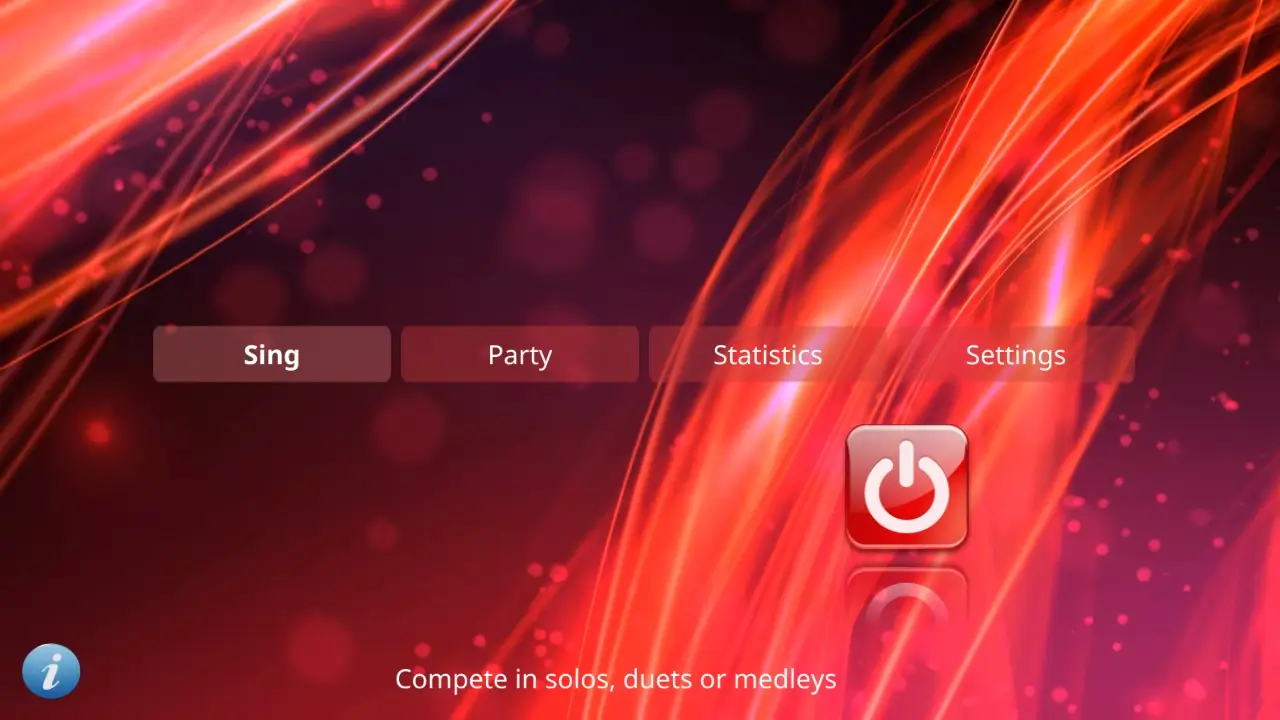 Sing
Party
Statistics
Settings
i
Compete in solos, duets or medleys